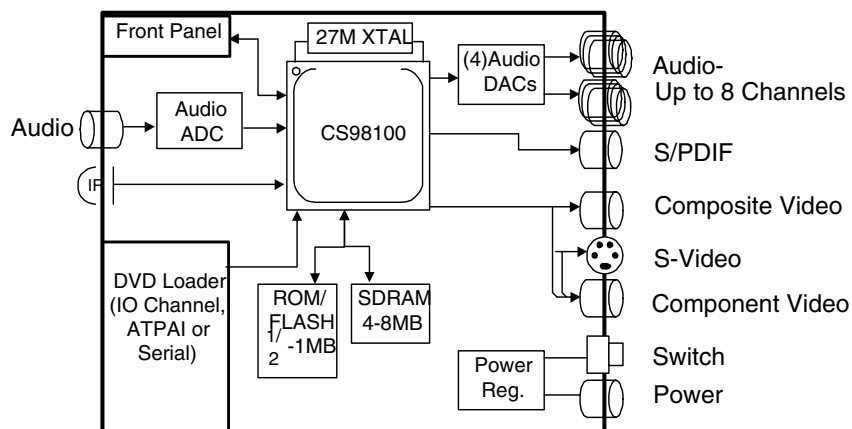 Front Panel
27M XTAL
(4)Audio
DACs
Audio-
Up to 8 Channels
Audio
Audio
ADC
CS98100
S/PDIF
IR
Composite Video
S-Video
DVD Loader
(IO Channel,
ATPAI or
Serial)
ROM/
FLASH
1/2 -1MB
SDRAM
4-8MB
Component Video
Power
Reg.
Switch
Power